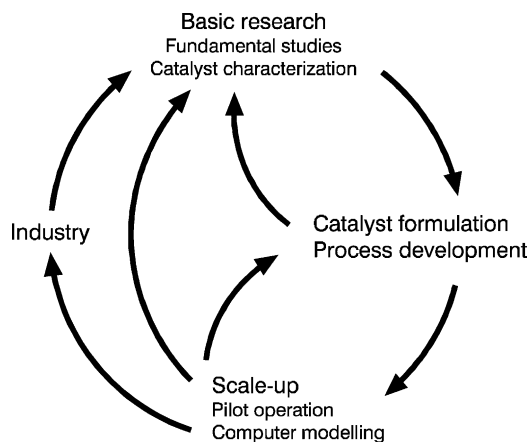 Basic research
Fundamental studies
Catalyst characterization
Industry
Catalyst formulation
Process development
Scale-up
Pilot operation
Computer modelling